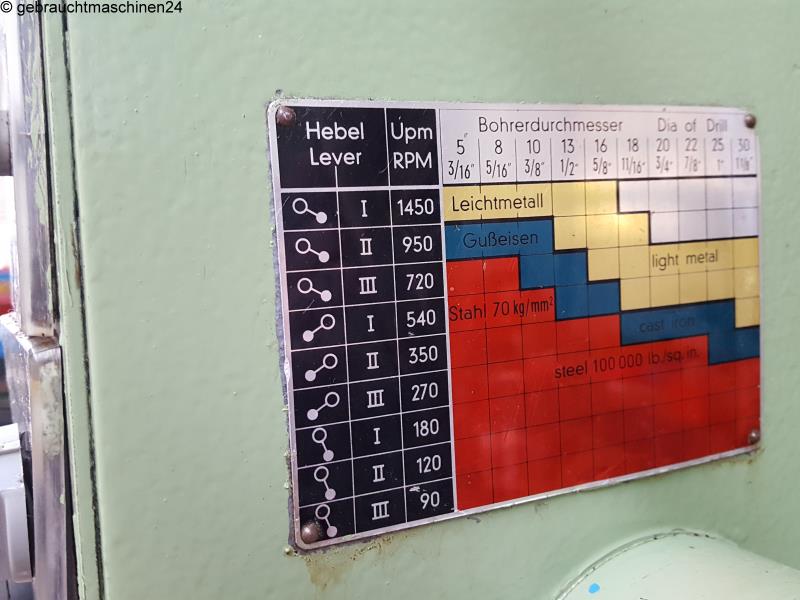 © gebrauchtmaschinen24
Hebel Lever Upm RPM Bohrerdurchmesser Dia of Drill
5 8 10 13 16 18 20 22 25 30
3/16" 5/16" 3/8" 1/2" 5/8" 11/16" 3/4" 7/8" 1" 1 1/8"
I 1450 Leichtmetall
II 950 Gußeisen light metal
III 720
I 540 Stahl 70 kg/mm² cast iron
II 350 steel 100 000 lb./sq. in.
III 270
I 180
II 120
III 90